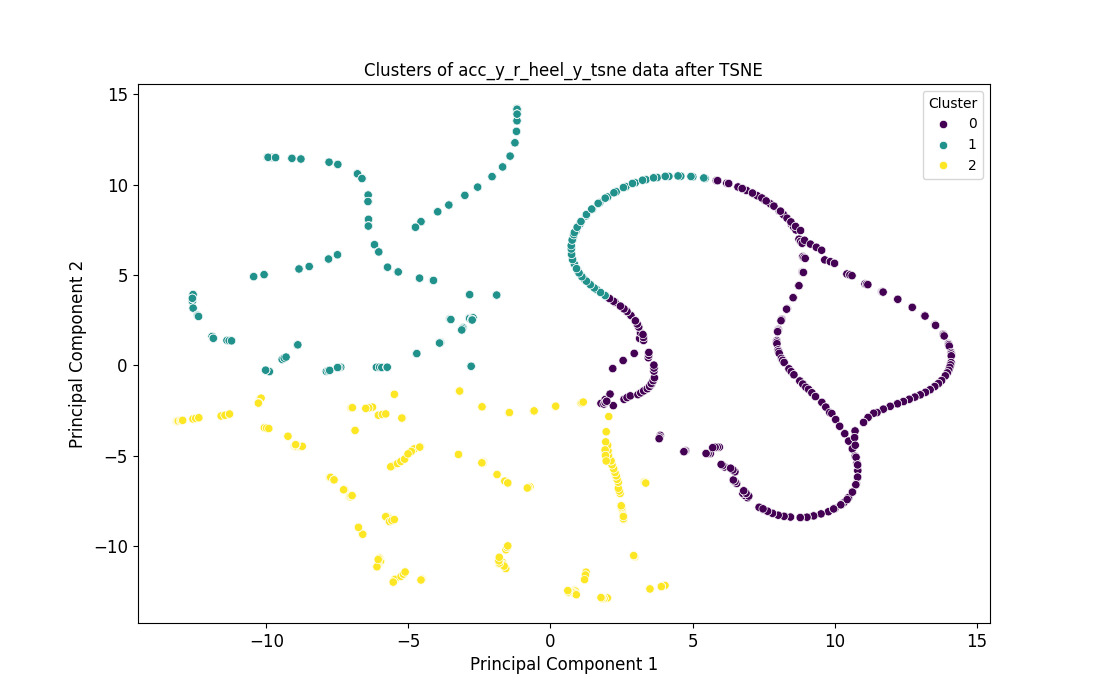 Clusters of acc_y_r_heel_y_tsne data after TSNE
Cluster
0
1
2
15
10
5
0
−5
−10
Principal Component 2
−10 −5 0 5 10 15
Principal Component 1